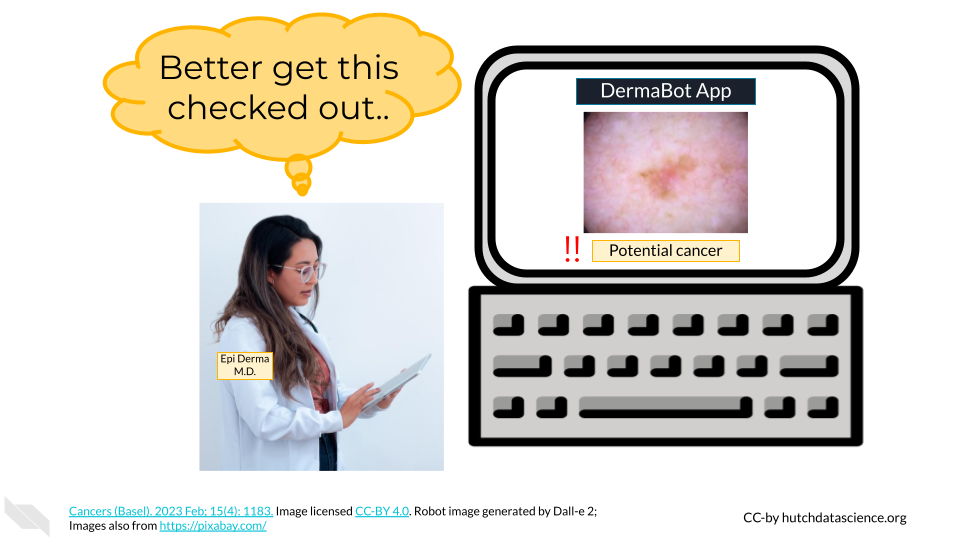 Better get this
checked out..
DermaBot App
!! Potential cancer
Epi Derma
M.D.
Cancers (Basel). 2023 Feb; 15(4): 1183. Image licensed CC-BY 4.0. Robot image generated by Dall-e 2;
Images also from https://pixabay.com/
CC-by hutchdatascience.org